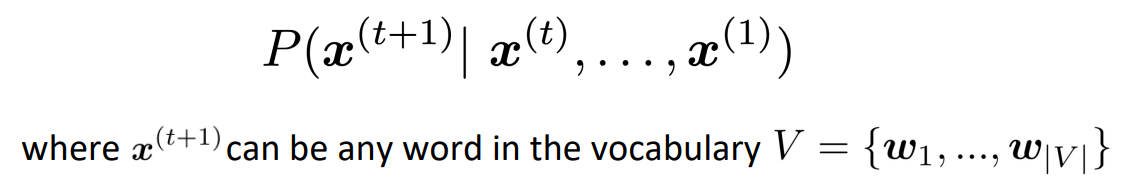 P(x^{(t+1)}| x^{(t)}, ..., x^{(1)})
where x^{(t+1)} can be any word in the vocabulary V = {w_1, ..., w_{|V|}}